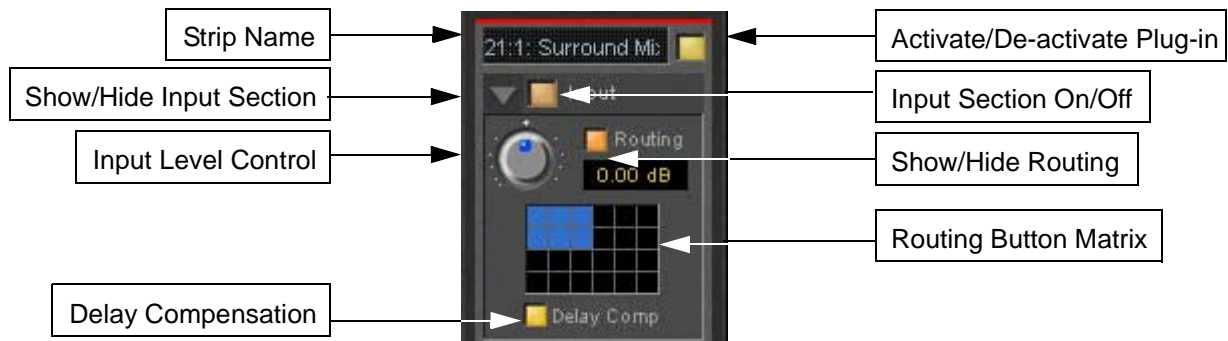 Strip Name
21:1: Surround Mi
Activate/De-activate Plug-in
Show/Hide Input Section
Input Section On/Off
Input Level Control
Routing
0.00 dB
Show/Hide Routing
Routing Button Matrix
Delay Compensation
Delay Comp